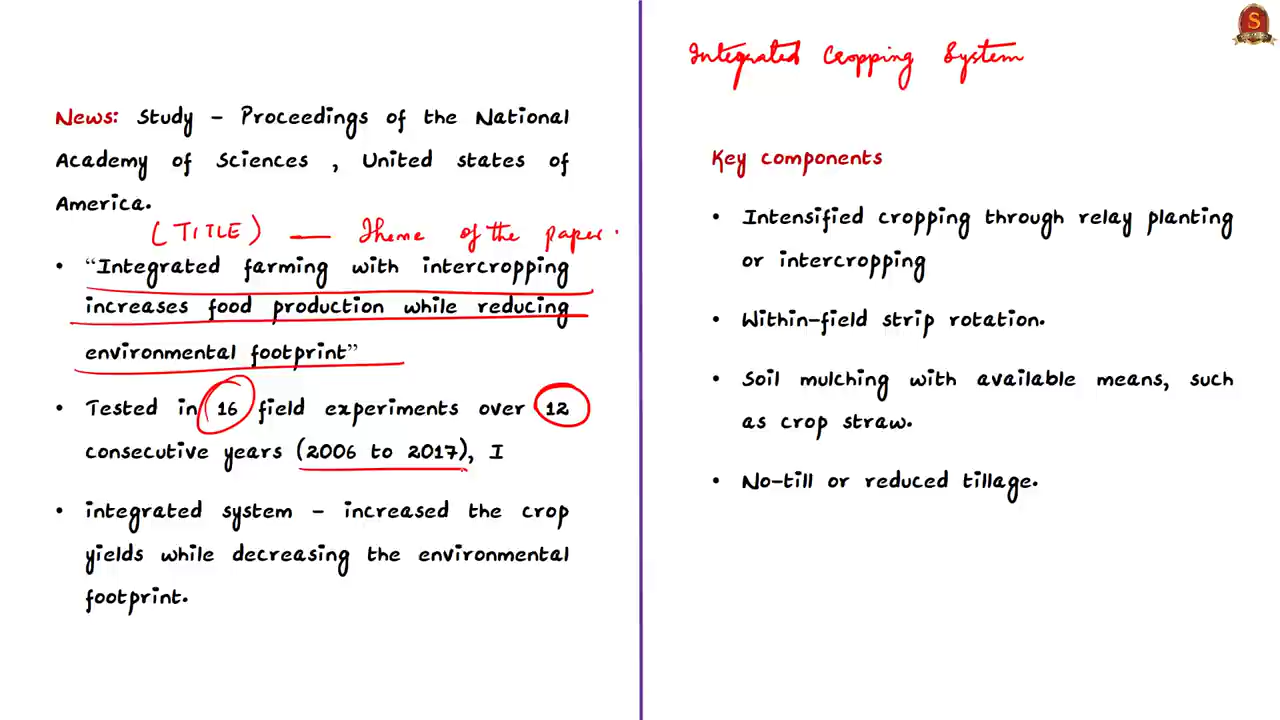 News: Study - Proceedings of the National
Academy of Sciences , United states of
America.
(TITLE) — Theme of the paper.
• “Integrated farming with intercropping
increases food production while reducing
environmental footprint”
• Tested in 16 field experiments over 12
consecutive years (2006 to 2017), I
• integrated system - increased the crop
yields while decreasing the environmental
footprint.
Integrated Cropping System
Key components
• Intensified cropping through relay planting
or intercropping
• Within-field strip rotation.
• Soil mulching with available means, such
as crop straw.
• No-till or reduced tillage.
S